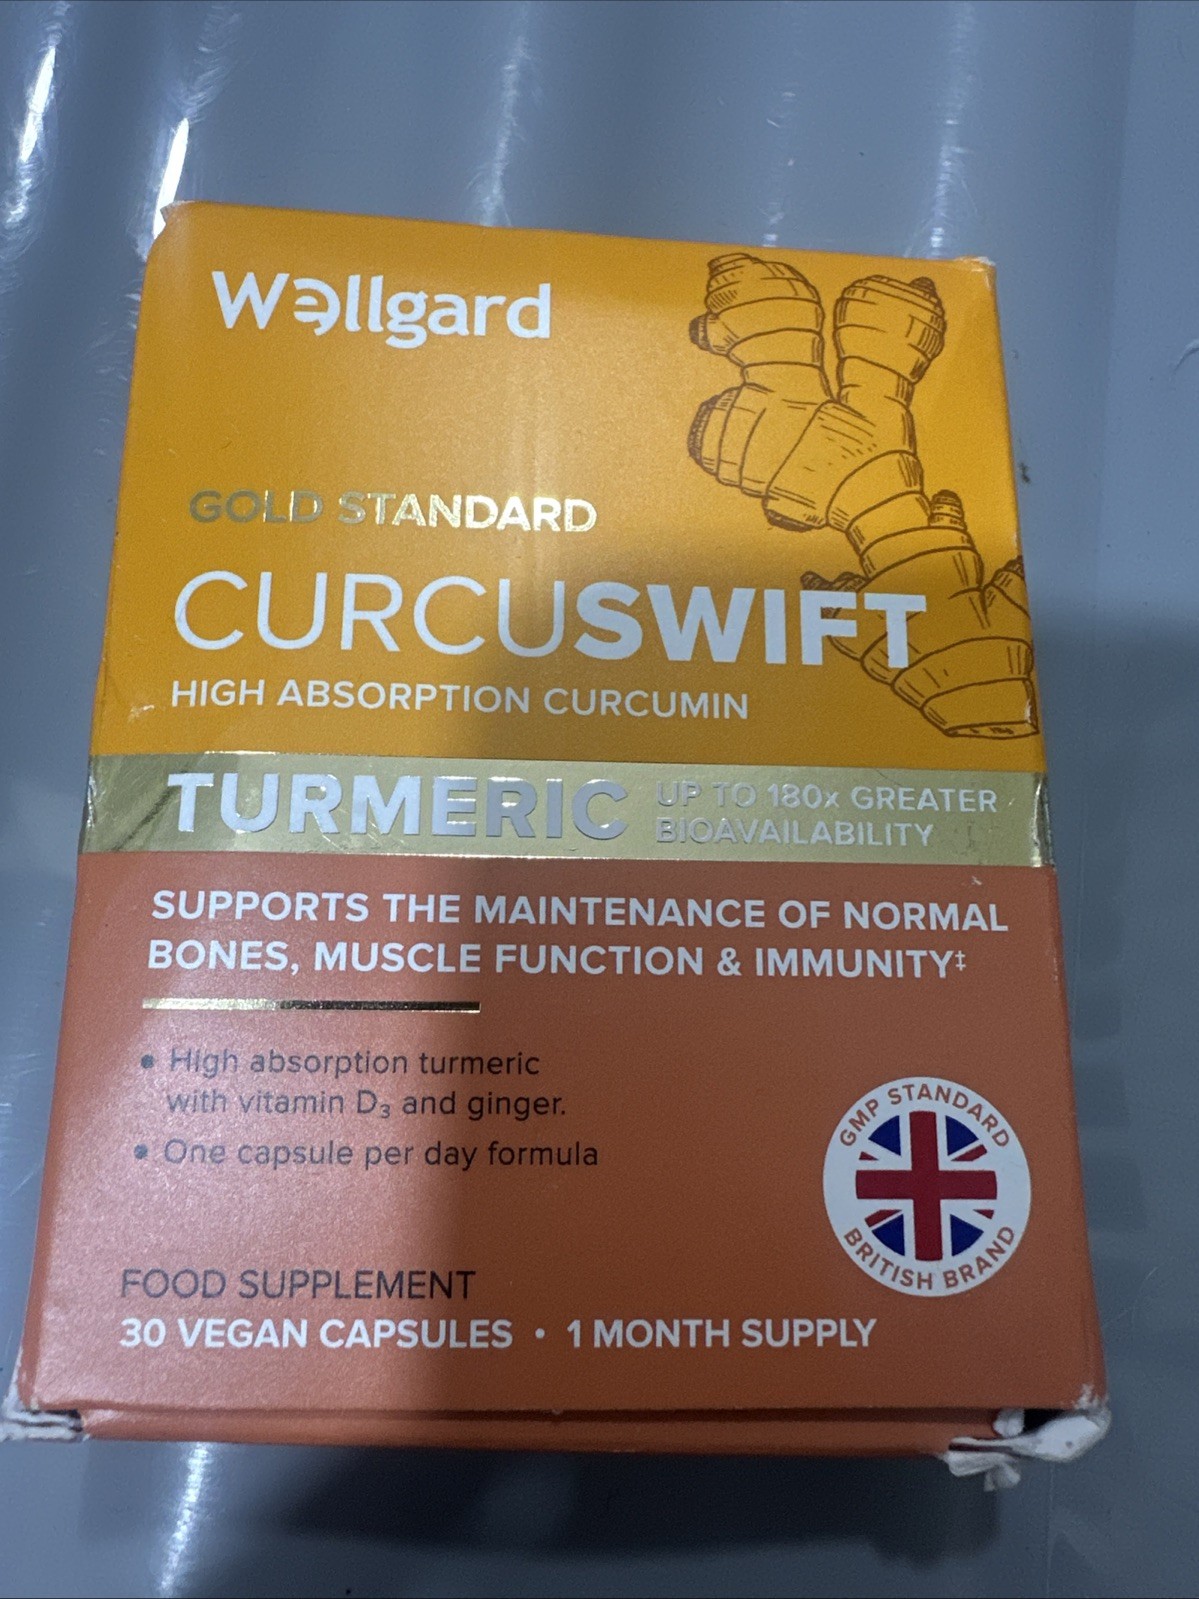 Wellgard
GOLD STANDARD
CURCUSWIFT
HIGH ABSORPTION CURCUMIN
TURMERIC
UP TO 180x GREATER
BIOAVAILABILITY
SUPPORTS THE MAINTENANCE OF NORMAL
BONES, MUSCLE FUNCTION & IMMUNITY‡
• High absorption turmeric
with vitamin D₃ and ginger.
• One capsule per day formula
GMP STANDARD
BRITISH BRAND
FOOD SUPPLEMENT
30 VEGAN CAPSULES • 1 MONTH SUPPLY